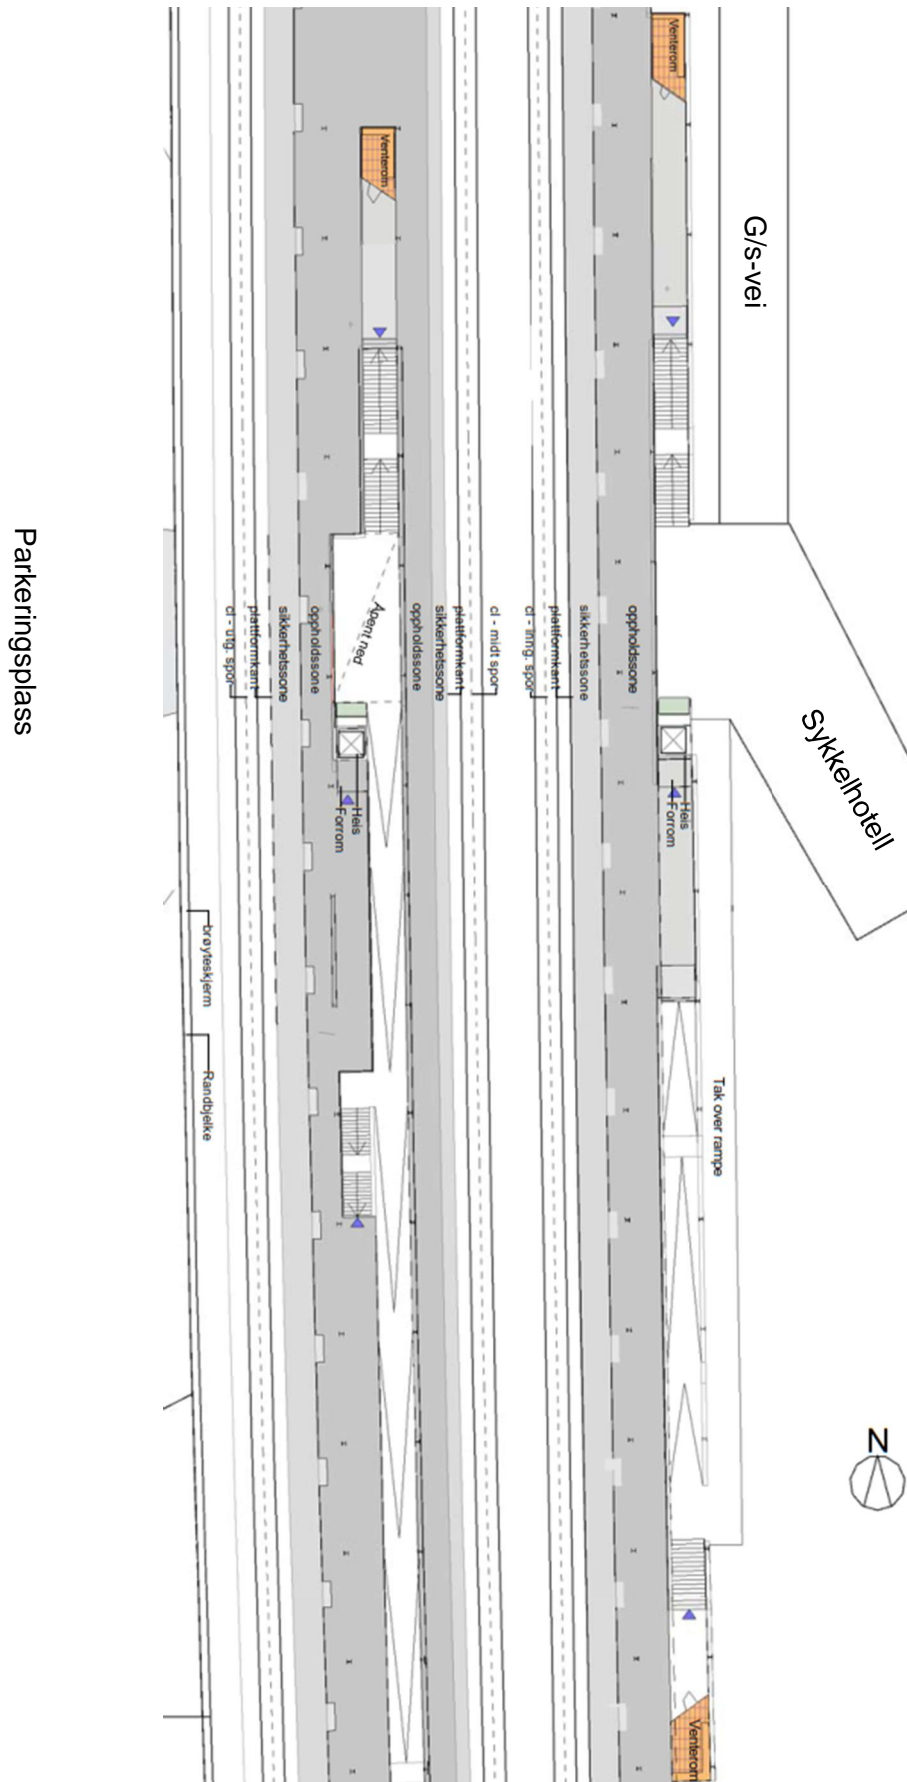 Venterom
Venterom
G/s-vei
Parkeringsplass
cl - utg. spor
plattformkant
sikkerhetssone
oppholdssone
Åpent ned
oppholdssone
sikkerhetssone
plattformkant
cl - midt spor
cl - inng. spor
plattformkant
sikkerhetssone
oppholdssone
Sykkelhotell
Heis
Forrom
Heis
Forrom
brøyteskjerm
Randbjelke
Tak over rampe
N
Venterom